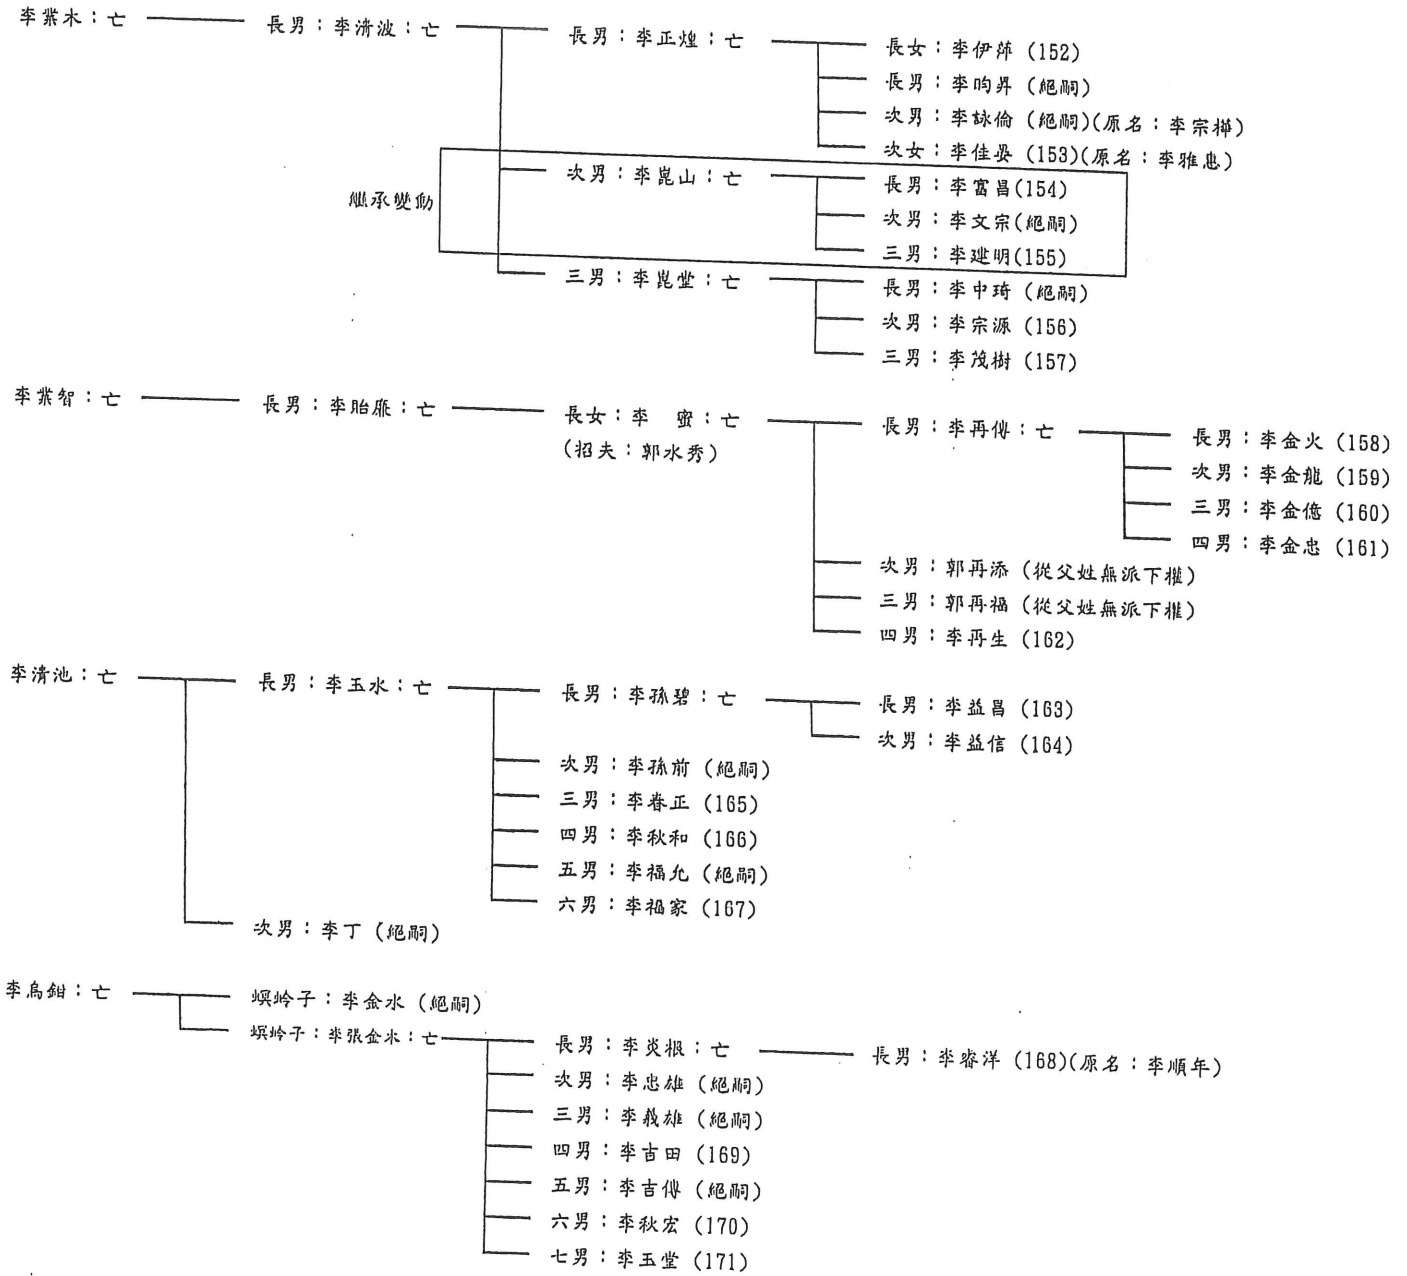 李業木：亡
長男：李清波：亡
長男：李正煌：亡
長女：李伊萍 (152)
長男：李昀昇 (絕嗣)
次男：李詠倫 (絕嗣)(原名：李宗樺)
次女：李佳晏 (153)(原名：李雅惠)
繼承變動
次男：李崑山：亡
長男：李富昌(154)
次男：李文宗(絕嗣)
三男：李建明(155)
三男：李崑堂：亡
長男：李中琦 (絕嗣)
次男：李宗源 (156)
三男：李茂樹 (157)
李業智：亡
長男：李貽厰：亡
長女：李　蜜：亡
(招夫：郭水秀)
長男：李再傳：亡
長男：李金火 (158)
次男：李金龍 (159)
三男：李金億 (160)
四男：李金忠 (161)
次男：郭再添 (從父姓無派下權)
三男：郭再福 (從父姓無派下權)
四男：李再生 (162)
李清池：亡
長男：李玉水：亡
長男：李孫碧：亡
長男：李益昌 (163)
次男：李益信 (164)
次男：李孫前 (絕嗣)
三男：李春正 (165)
四男：李秋和 (166)
五男：李福允 (絕嗣)
六男：李福家 (167)
次男：李丁 (絕嗣)
李烏鉗：亡
螟蛉子：李金水 (絕嗣)
螟蛉子：李張金水：亡
長男：李炎根：亡
長男：李睿洋 (168)(原名：李順年)
次男：李忠雄 (絕嗣)
三男：李義雄 (絕嗣)
四男：李吉田 (169)
五男：李吉傳 (絕嗣)
六男：李秋宏 (170)
七男：李玉堂 (171)